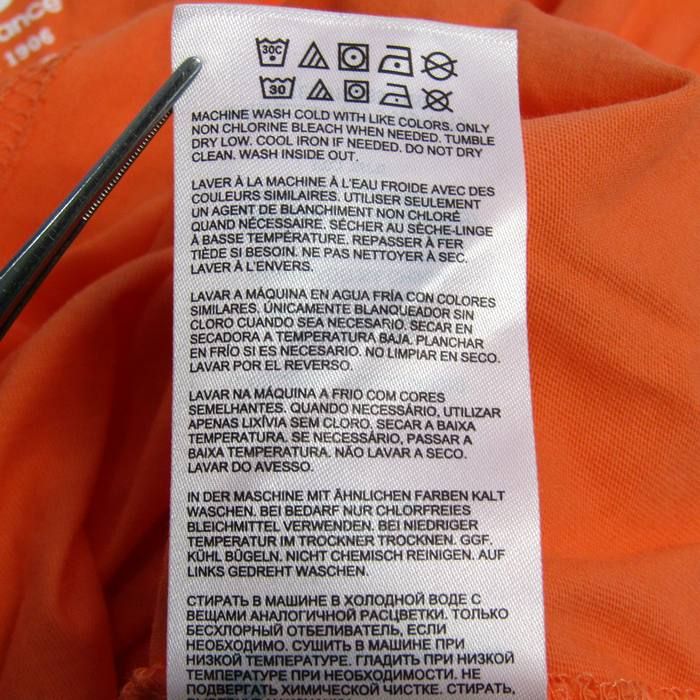 ance
1906
30C
30
MACHINE WASH COLD WITH LIKE COLORS. ONLY
NON CHLORINE BLEACH WHEN NEEDED. TUMBLE
DRY LOW. COOL IRON IF NEEDED. DO NOT DRY
CLEAN. WASH INSIDE OUT.
LAVER À LA MACHINE À L'EAU FROIDE AVEC DES
COULEURS SIMILAIRES. UTILISER SEULEMENT
UN AGENT DE BLANCHIMENT NON CHLORÉ
QUAND NÉCESSAIRE. SÉCHER AU SÈCHE-LINGE
À BASSE TEMPÉRATURE. REPASSER À FER
TIÈDE SI BESOIN. NE PAS NETTOYER À SEC.
LAVER À L'ENVERS.
LAVAR A MÁQUINA EN AGUA FRÍA CON COLORES
SIMILARES. ÚNICAMENTE BLANQUEADOR SIN
CLORO CUANDO SEA NECESARIO. SECAR EN
SECADORA A TEMPERATURA BAJA. PLANCHAR
EN FRÍO SI ES NECESARIO. NO LIMPIAR EN SECO.
LAVAR POR EL REVERSO.
LAVAR NA MÁQUINA A FRIO COM CORES
SEMELHANTES. QUANDO NECESSÁRIO, UTILIZAR
APENAS LIXÍVIA SEM CLORO. SECAR A BAIXA
TEMPERATURA. SE NECESSÁRIO, PASSAR A
BAIXA TEMPERATURA. NÃO LAVAR A SECO.
LAVAR DO AVESSO.
IN DER MASCHINE MIT ÄHNLICHEN FARBEN KALT
WASCHEN. BEI BEDARF NUR CHLORFREIES
BLEICHMITTEL VERWENDEN. BEI NIEDRIGER
TEMPERATUR IM TROCKNER TROCKNEN. GGF.
KÜHL BÜGELN. NICHT CHEMISCH REINIGEN. AUF
LINKS GEDREHT WASCHEN.
СТИРАТЬ В МАШИНЕ В ХОЛОДНОЙ ВОДЕ С
ВЕЩАМИ АНАЛОГИЧНОЙ РАСЦВЕТКИ. ТОЛЬКО
БЕСХЛОРНЫЙ ОТБЕЛИВАТЕЛЬ, ЕСЛИ
НЕОБХОДИМО. СУШИТЬ В МАШИНЕ ПРИ
НИЗКОЙ ТЕМПЕРАТУРЕ. ГЛАДИТЬ ПРИ НИЗКОЙ
ТЕМПЕРАТУРЕ ПРИ НЕОБХОДИМОСТИ. НЕ
ПОДВЕРГАТЬ ХИМИЧЕСКОЙ ЧИСТКЕ. СТИРАТЬ,